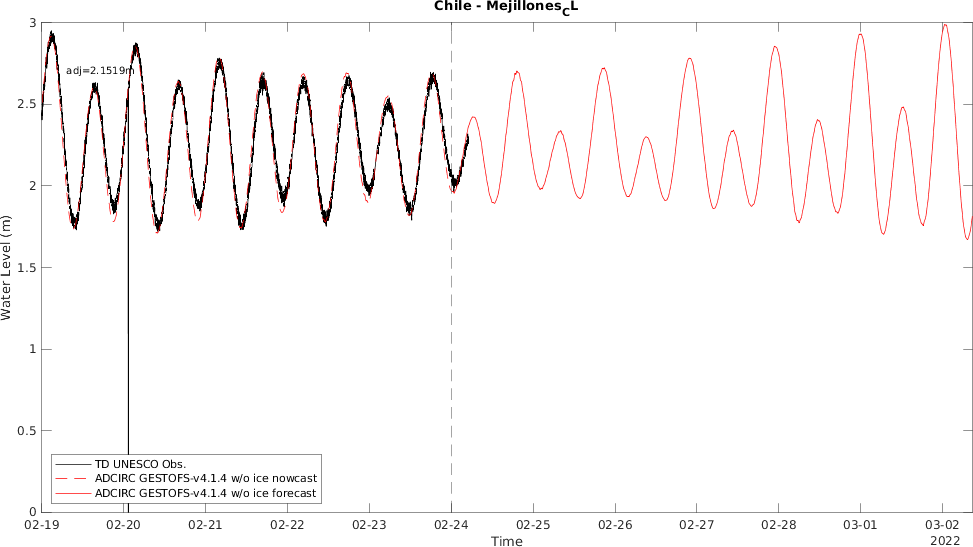 Chile - Mejillones_CL
adj=2.1519m
3
2.5
2
1.5
1
0.5
0
Water Level (m)
TD UNESCO Obs.
ADCIRC GESTOFS-v4.1.4 w/o ice nowcast
ADCIRC GESTOFS-v4.1.4 w/o ice forecast
02-19 02-20 02-21 02-22 02-23 02-24 02-25 02-26 02-27 02-28 03-01 03-02
Time 2022